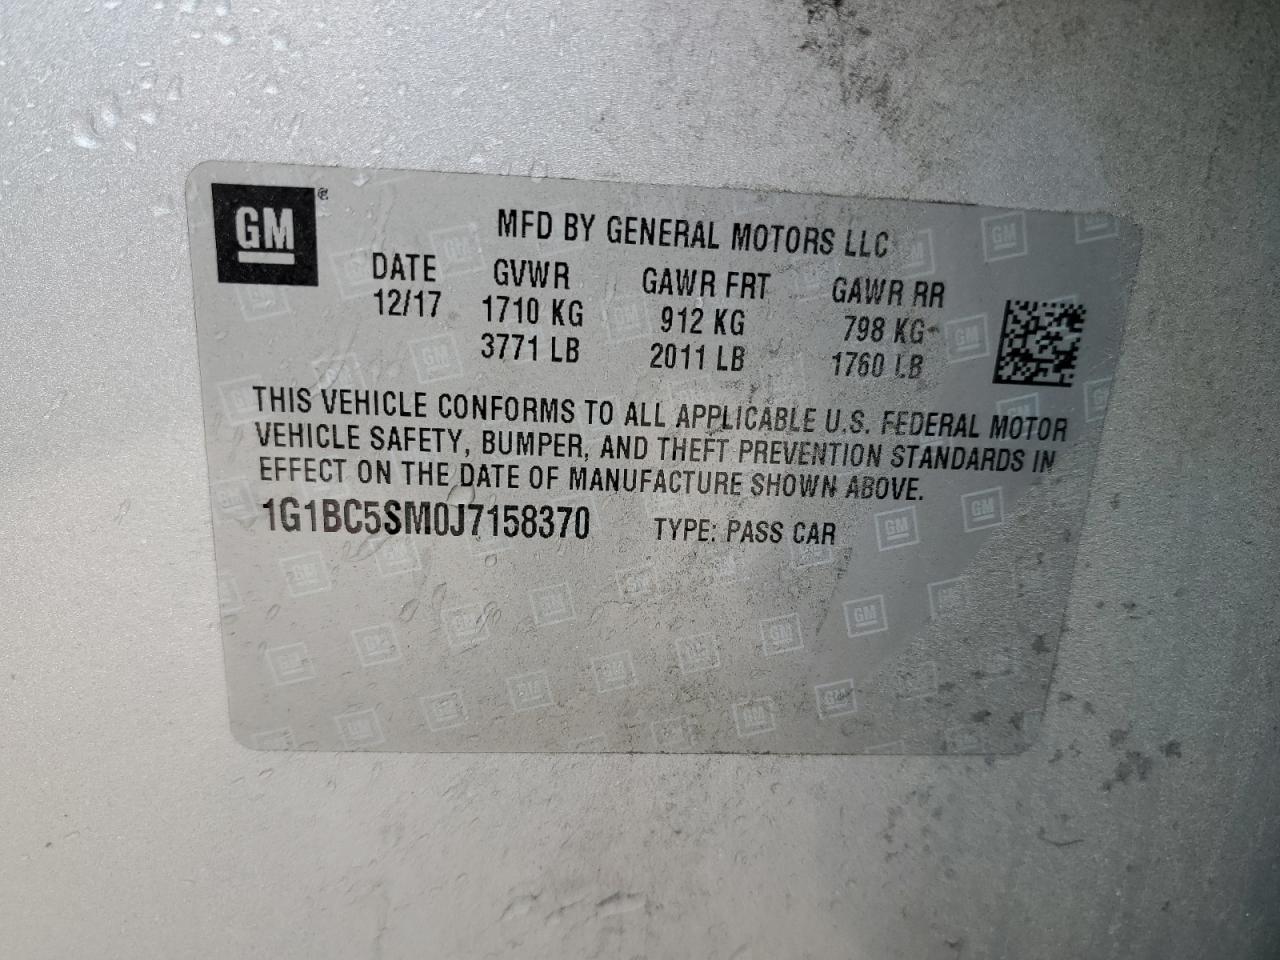 GM®
MFD BY GENERAL MOTORS LLC
DATE GVWR GAWR FRT GAWR RR
12/17 1710 KG 912 KG 798 KG
3771 LB 2011 LB 1760 LB
THIS VEHICLE CONFORMS TO ALL APPLICABLE U.S. FEDERAL MOTOR
VEHICLE SAFETY, BUMPER, AND THEFT PREVENTION STANDARDS IN
EFFECT ON THE DATE OF MANUFACTURE SHOWN ABOVE.
1G1BC5SM0J7158370 TYPE: PASS CAR